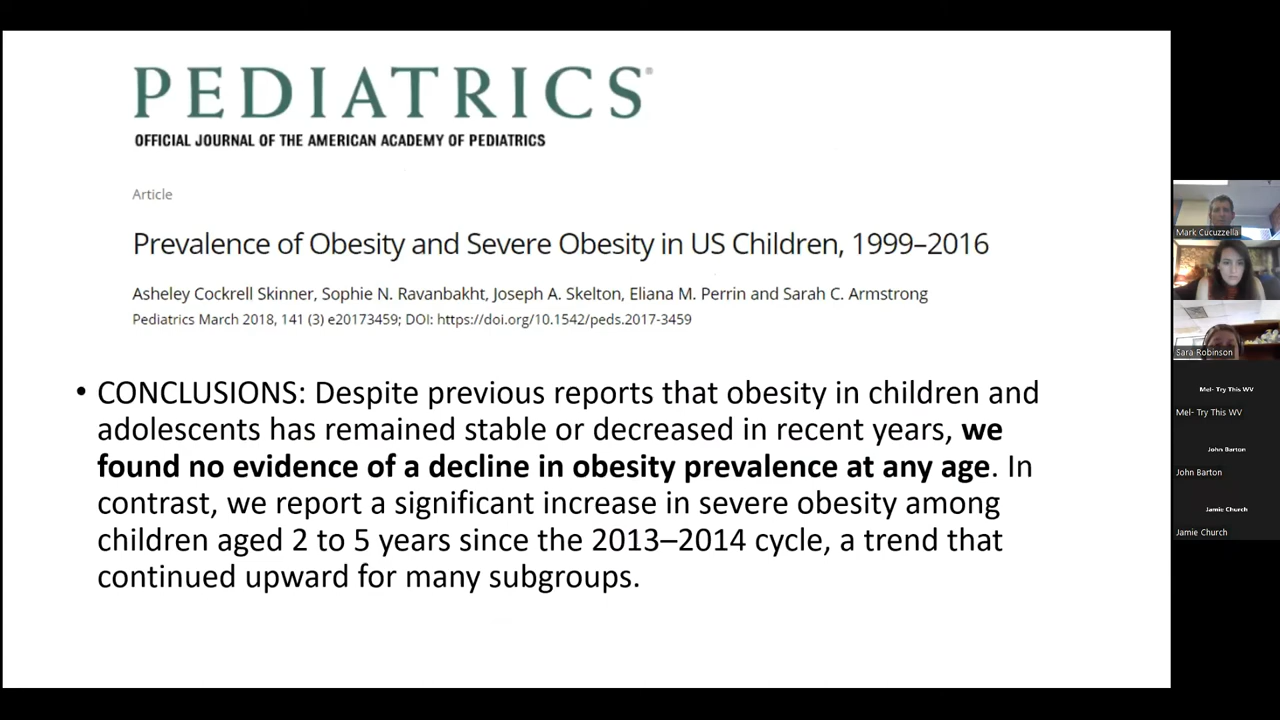 PEDIATRICS®
OFFICIAL JOURNAL OF THE AMERICAN ACADEMY OF PEDIATRICS
Article
Prevalence of Obesity and Severe Obesity in US Children, 1999–2016
Asheley Cockrell Skinner, Sophie N. Ravanbakht, Joseph A. Skelton, Eliana M. Perrin and Sarah C. Armstrong
Pediatrics March 2018, 141 (3) e20173459; DOI: https://doi.org/10.1542/peds.2017-3459
• CONCLUSIONS: Despite previous reports that obesity in children and
adolescents has remained stable or decreased in recent years, we
found no evidence of a decline in obesity prevalence at any age. In
contrast, we report a significant increase in severe obesity among
children aged 2 to 5 years since the 2013–2014 cycle, a trend that
continued upward for many subgroups.
Mark Cucuzzella
Sara Robinson
Mel- Try This WV
Mel- Try This WV
John Barton
John Barton
Jamie Church
Jamie Church